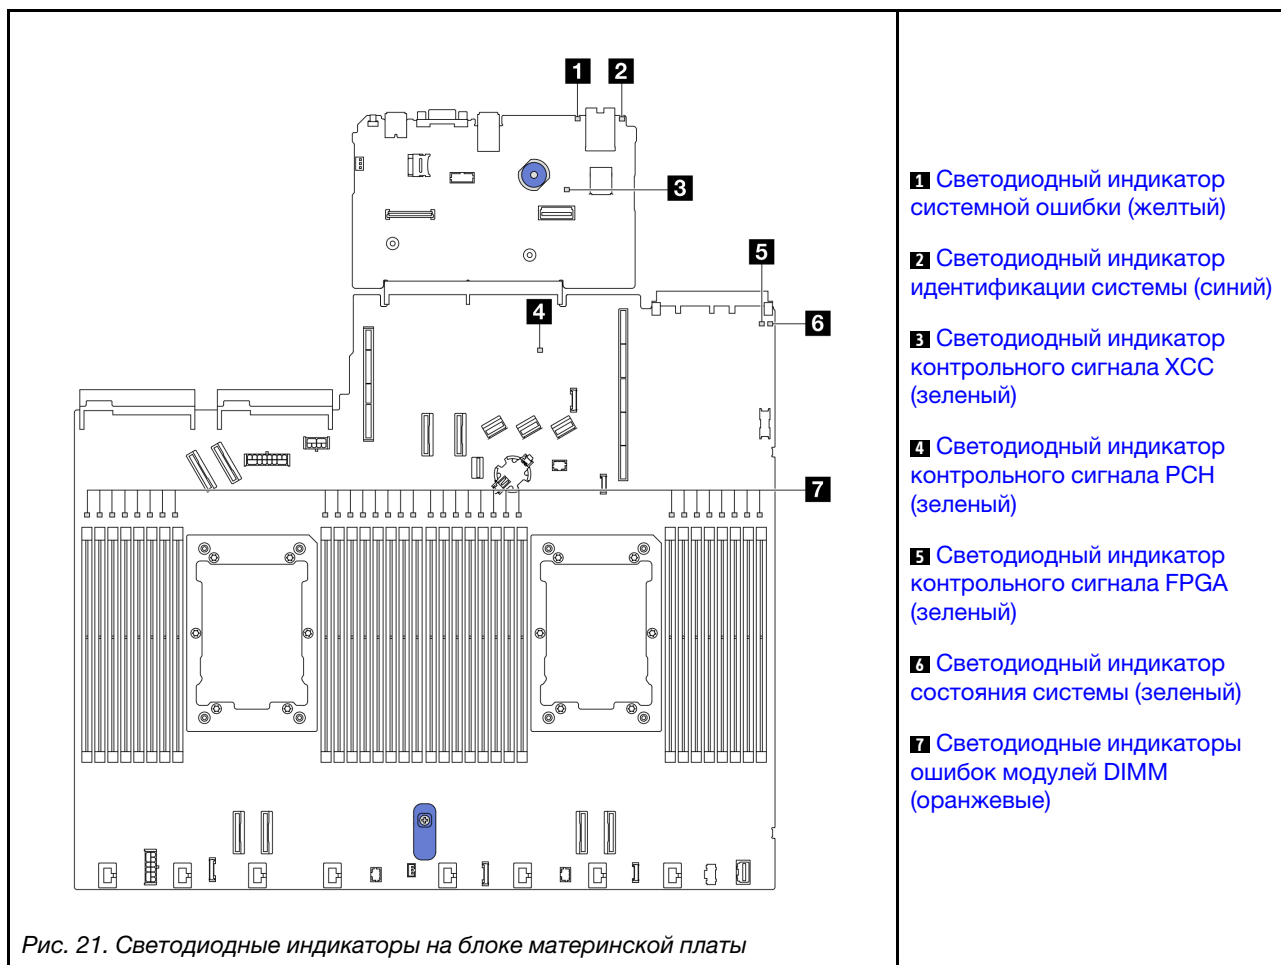 1
2
3
5
4
6
7
Рис. 21. Светодиодные индикаторы на блоке материнской платы
1 Светодиодный индикатор
системной ошибки (желтый)
2 Светодиодный индикатор
идентификации системы (синий)
3 Светодиодный индикатор
контрольного сигнала XCC
(зеленый)
4 Светодиодный индикатор
контрольного сигнала PCH
(зеленый)
5 Светодиодный индикатор
контрольного сигнала FPGA
(зеленый)
6 Светодиодный индикатор
состояния системы (зеленый)
7 Светодиодные индикаторы
ошибок модулей DIMM
(оранжевые)